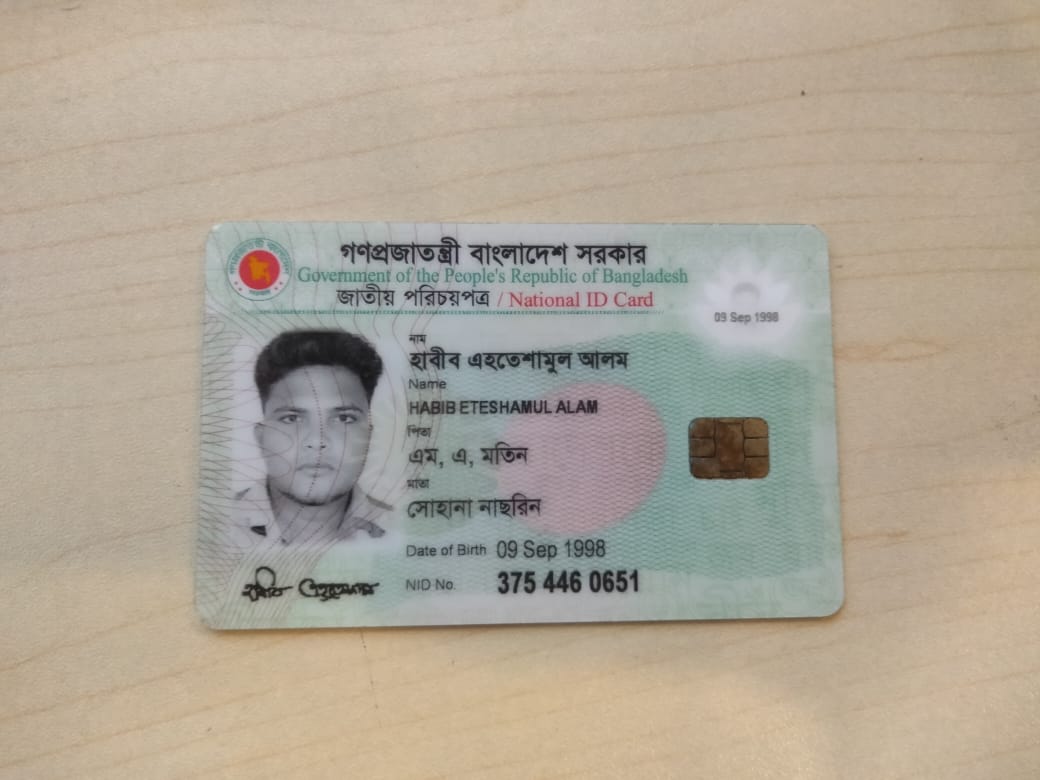 গণপ্রজাতন্ত্রী বাংলাদেশ সরকার
Government of the People's Republic of Bangladesh
জাতীয় পরিচয়পত্র / National ID Card
09 Sep 1998
নাম
হাবীব এহতেশামুল আলম
Name
HABIB ETESHAMUL ALAM
পিতা
এম, এ, মতিন
মাতা
সোহানা নাছরিন
Date of Birth 09 Sep 1998
NID No. 375 446 0651